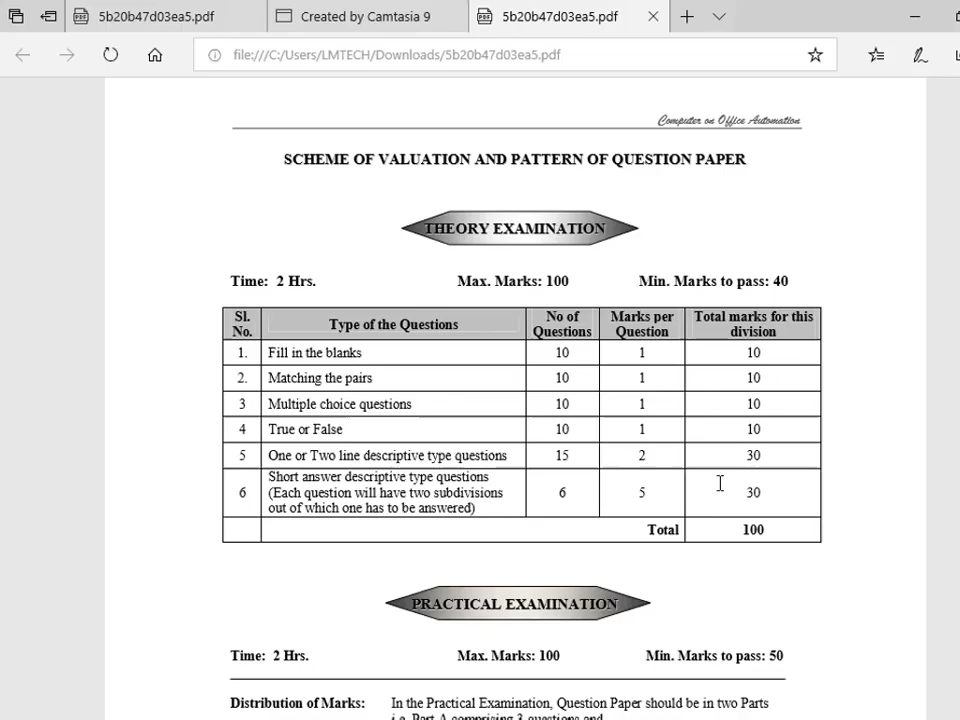 5b20b47d03ea5.pdf
Created by Camtasia 9
5b20b47d03ea5.pdf
file:///C:/Users/LMTECH/Downloads/5b20b47d03ea5.pdf
Computer on Office Automation
SCHEME OF VALUATION AND PATTERN OF QUESTION PAPER
THEORY EXAMINATION
Time: 2 Hrs. Max. Marks: 100 Min. Marks to pass: 40
Sl. No. Type of the Questions No of Questions Marks per Question Total marks for this division
1. Fill in the blanks 10 1 10
2. Matching the pairs 10 1 10
3 Multiple choice questions 10 1 10
4 True or False 10 1 10
5 One or Two line descriptive type questions 15 2 30
6 Short answer descriptive type questions
(Each question will have two subdivisions
out of which one has to be answered) 6 5 30
Total 100
PRACTICAL EXAMINATION
Time: 2 Hrs. Max. Marks: 100 Min. Marks to pass: 50
Distribution of Marks: In the Practical Examination, Question Paper should be in two Parts
i.e. Part A comprising 3 questions and